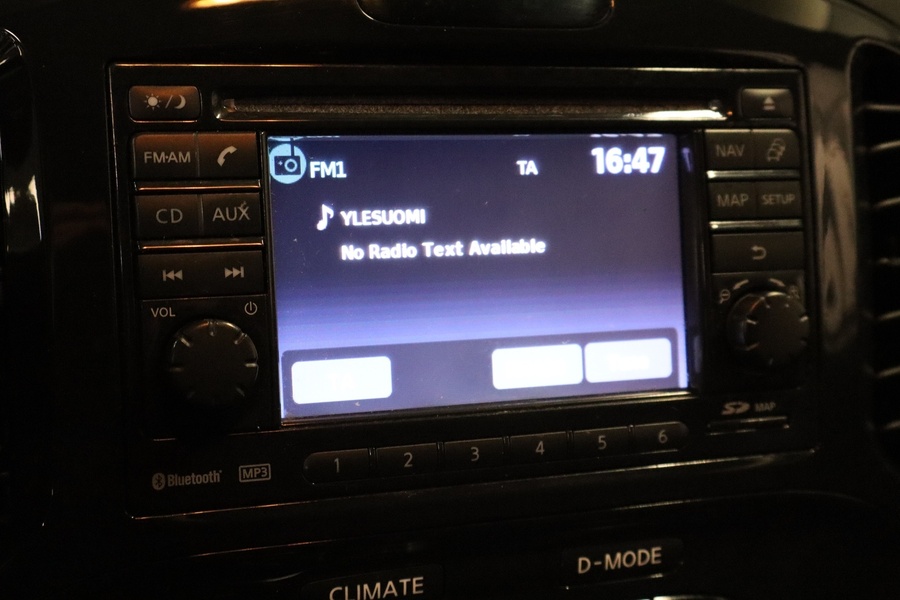 FM·AM
CD
AUX
VOL
FM1
TA
16:47
YLESUOMI
No Radio Text Available
NAV
MAP
SETUP
SD MAP
Bluetooth
MP3
1 2 3 4 5 6
CLIMATE
D-MODE